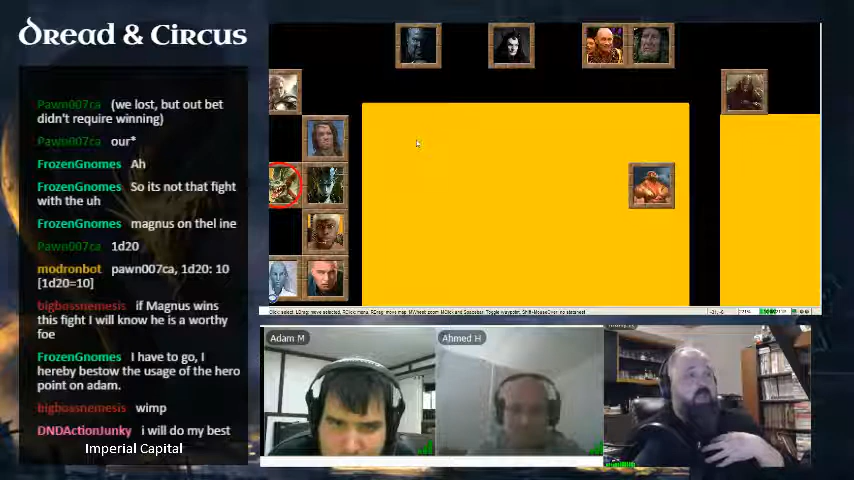 Dread & Circus
Pawn007ca (we lost, but out bet
didn't require winning)
Pawn007ca our*
FrozenGnomes Ah
FrozenGnomes So its not that fight
with the uh
FrozenGnomes magnus on thel ine
Pawn007ca 1d20
modronbot pawn007ca, 1d20: 10
[1d20=10]
bigbossnemesis if Magnus wins
this fight I will know he is a worthy
foe
FrozenGnomes I have to go, I
hereby bestow the usage of the hero
point on adam.
bigbossnemesis wimp
DNDActionJunky i will do my best
Imperial Capital
Adam M
Ahmed H